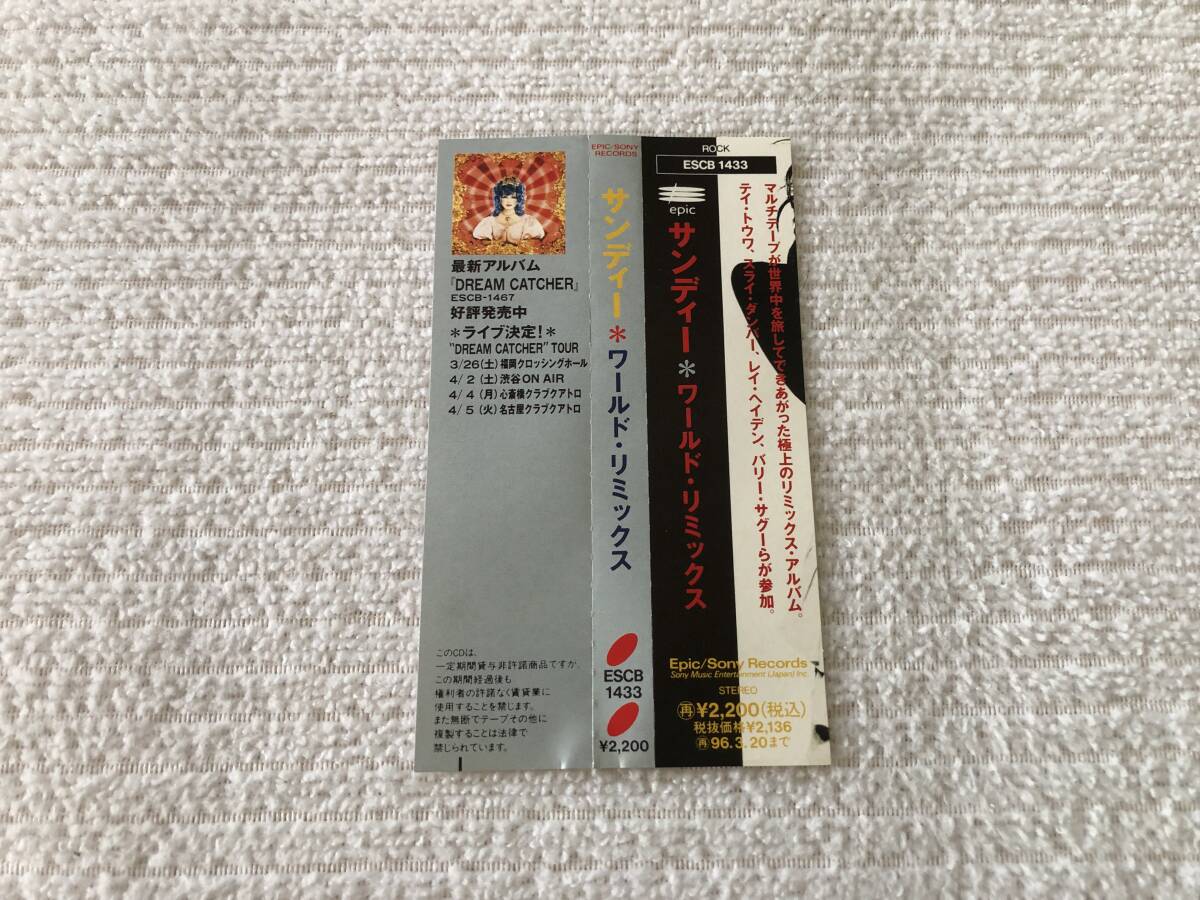 最新アルバム
『DREAM CATCHER』
ESCB-1467
好評発売中
＊ライブ決定!＊
"DREAM CATCHER" TOUR
3/26(土)福岡クロッシングホール
4/ 2 (土)渋谷ON AIR
4/ 4 (月)心斎橋クラブクアトロ
4/ 5 (火)名古屋クラブクアトロ
このCDは、
一定期間貸与非許諾商品ですが、
この期間経過後も
権利者の許諾なく賃貸業に
使用することを禁じます。
また無断でテープその他に
複製することは法律で
禁じられています。
EPIC/SONY
RECORDS
サンディー＊ワールド・リミックス
ESCB
1433
¥2,200
ROCK
ESCB 1433
epic
サンディー＊ワールド・リミックス
マルチテープが世界中を旅してできあがった極上のリミックス・アルバム。
テイ・トウワ、スライ・ダンバー、レイ・ヘイデン、バリー・サグーらが参加。
Epic/Sony Records
Sony Music Entertainment (Japan) Inc.
STEREO
再¥2,200(税込)
税抜価格¥2,136
再96.3.20まで